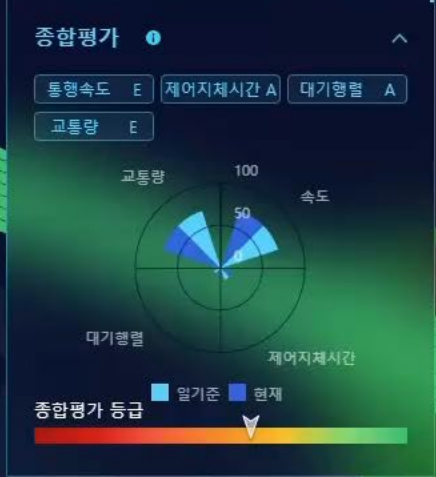 종합평가
통행속도 E 제어지체시간 A 대기행렬 A
교통량 E
100
교통량
속도
50
0
대기행렬
제어지체시간
일기준 현재
종합평가 등급